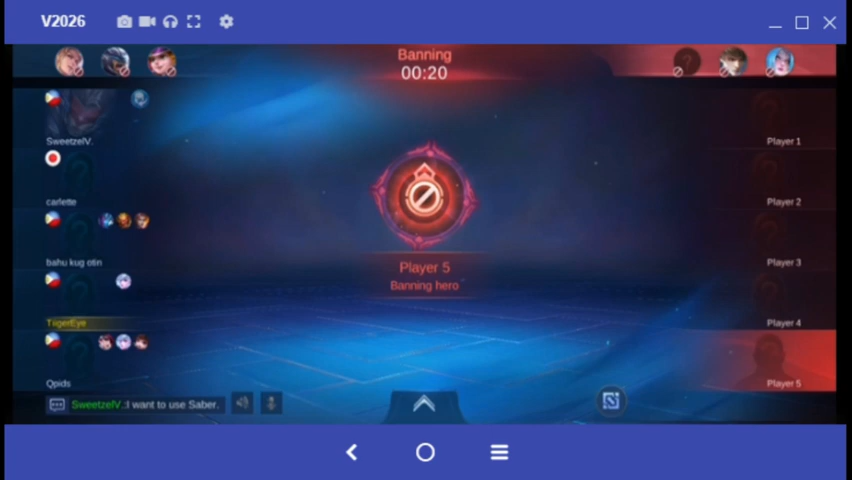 V2026
Banning
00:20
SweetzelV.
Player 1
carlette
Player 2
bahu kug otin
Player 3
TiigerEye
Player 4
Qpids
Player 5
Player 5
Banning hero
SweetzelV.:I want to use Saber.